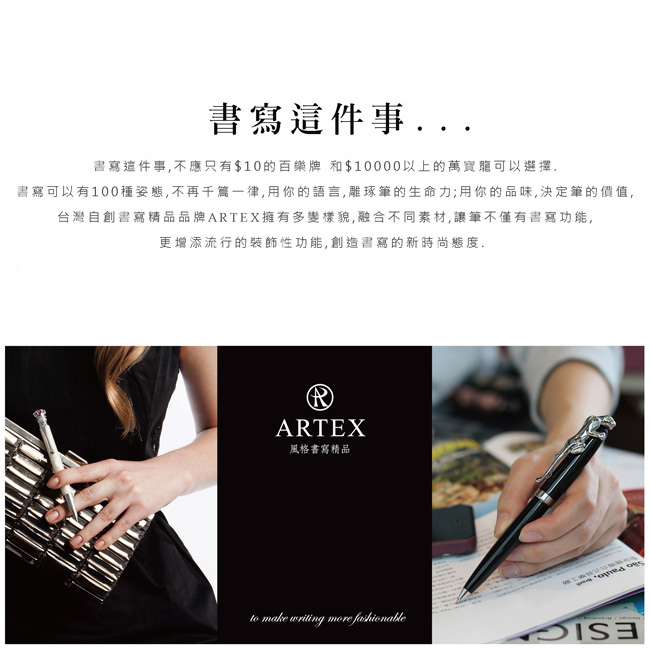 書寫這件事...
書寫這件事,不應只有$10的百樂牌 和$10000以上的萬寶龍可以選擇.
書寫可以有100種姿態,不再千篇一律,用你的語言,雕琢筆的生命力;用你的品味,決定筆的價值,
台灣自創書寫精品品牌ARTEX擁有多變樣貌,融合不同素材,讓筆不僅有書寫功能,
更增添流行的裝飾性功能,創造書寫的新時尚態度.
ARTEX
風格書寫精品
to make writing more fashionable
São Paulo,
Brazil
ESIGN